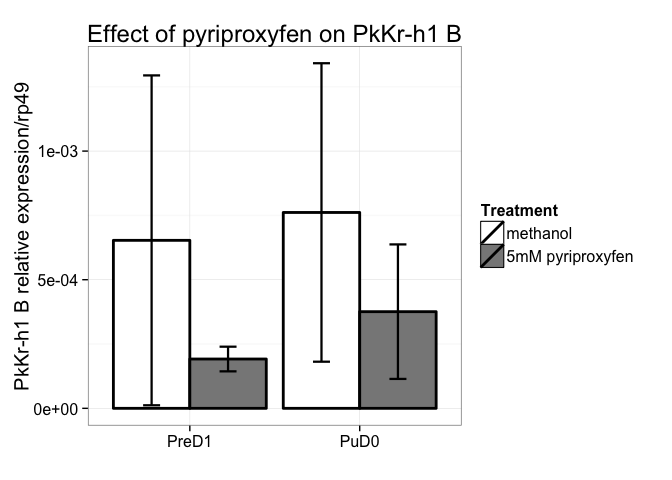 Effect of pyriproxyfen on PkKr-h1 B
PkKr-h1 B relative expression/rp49
1e-03
5e-04
0e+00
PreD1
PuD0
Treatment
methanol
5mM pyriproxyfen